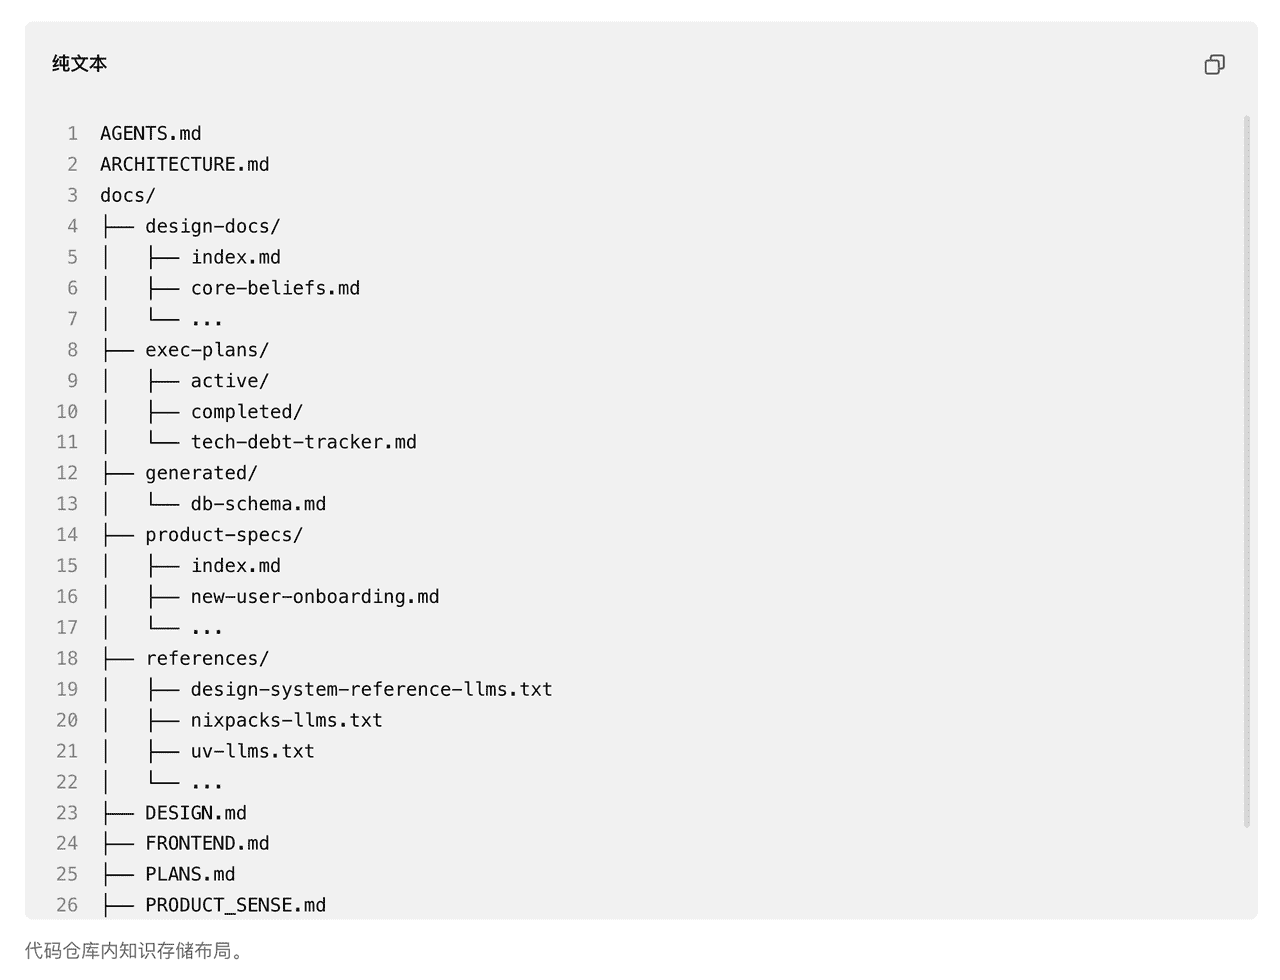 纯文本
1 AGENTS.md
2 ARCHITECTURE.md
3 docs/
4 ├── design-docs/
5 │   ├── index.md
6 │   ├── core-beliefs.md
7 │   └── ...
8 ├── exec-plans/
9 │   ├── active/
10 │   ├── completed/
11 │   └── tech-debt-tracker.md
12 ├── generated/
13 │   └── db-schema.md
14 ├── product-specs/
15 │   ├── index.md
16 │   ├── new-user-onboarding.md
17 │   └── ...
18 ├── references/
19 │   ├── design-system-reference-llms.txt
20 │   ├── nixpacks-llms.txt
21 │   ├── uv-llms.txt
22 │   └── ...
23 ├── DESIGN.md
24 ├── FRONTEND.md
25 ├── PLANS.md
26 ├── PRODUCT_SENSE.md
代码仓库内知识存储布局。